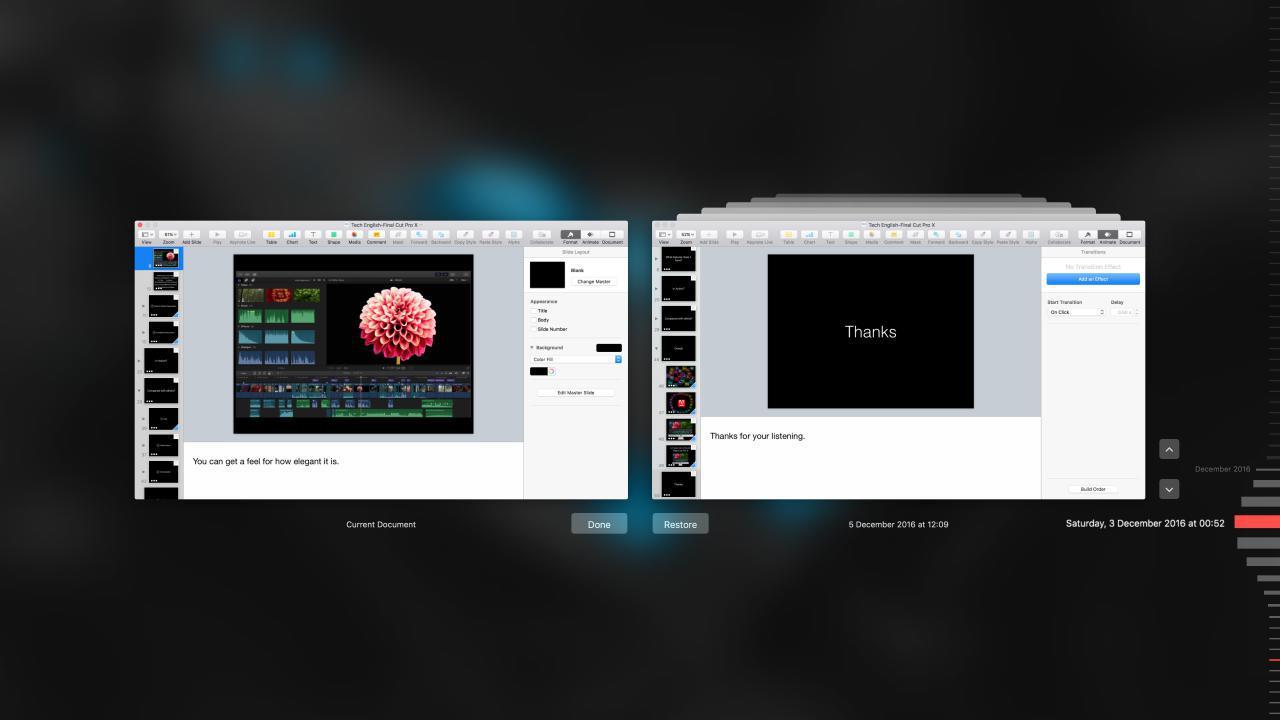 Tech English-Final Cut Pro X
61%
View Zoom Add Slide Play Keynote Live Table Chart Text Shape Media Comment Mask Forward Backward Copy Style Paste Style Alpha Collaborate Format Animate Document
Slide Layout
Blank
Change Master
Appearance
Title
Body
Slide Number
Background
Color Fill
Edit Master Slide
You can get a feel for how elegant it is.
Current Document
Done
Tech English-Final Cut Pro X
View Zoom Add Slide Play Keynote Live Table Chart Text Shape Media Comment Mask Forward Backward Copy Style Paste Style Alpha Collaborate Format Animate Document
Transitions
No Transition Effect
Add an Effect
Start Transition Delay
On Click
Thanks
Thanks
Thanks for your listening.
Build Order
Restore
5 December 2016 at 12:09
December 2016
Saturday, 3 December 2016 at 00:52